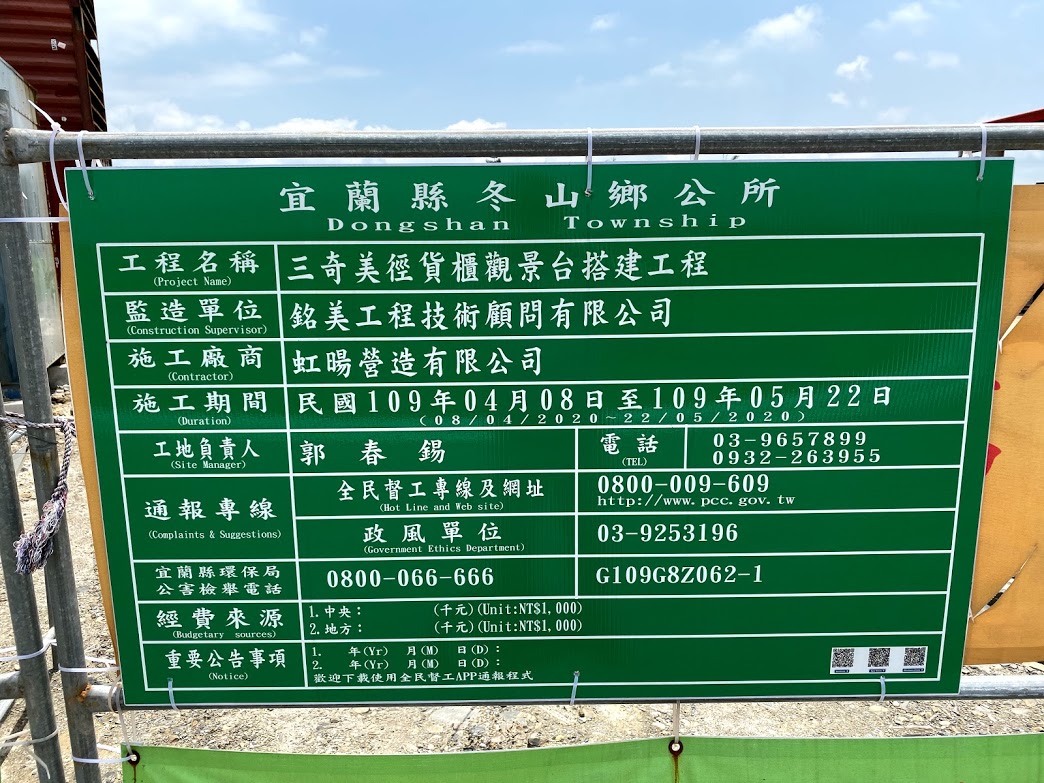 宜蘭縣冬山鄉公所
Dongshan Township
工程名稱 三奇美徑貨櫃觀景台搭建工程
(Project Name)
監造單位 銘美工程技術顧問有限公司
(Construction Supervisor)
施工廠商 虹暘營造有限公司
(Contractor)
施工期間 民國109年04月08日至109年05月22日
(Duration) (08/04/2020~22/05/2020)
工地負責人 郭春錫 電話 03-9657899
(Site Manager) (TEL) 0932-263955
通報專線 全民督工專線及網址 0800-009-609
(Hot Line and Web site) http://www.pcc.gov.tw
(Complaints & Suggestions) 政風單位 03-9253196
(Government Ethics Department)
宜蘭縣環保局 0800-066-666 G109G8Z062-1
公害檢舉電話
經費來源 1.中央： (千元)(Unit:NT$1,000)
(Budgetary sources) 2.地方： (千元)(Unit:NT$1,000)
重要公告事項 1. 年(Yr) 月(M) 日(D)：
(Notice) 2. 年(Yr) 月(M) 日(D)：
歡迎下載使用全民督工APP通報程式